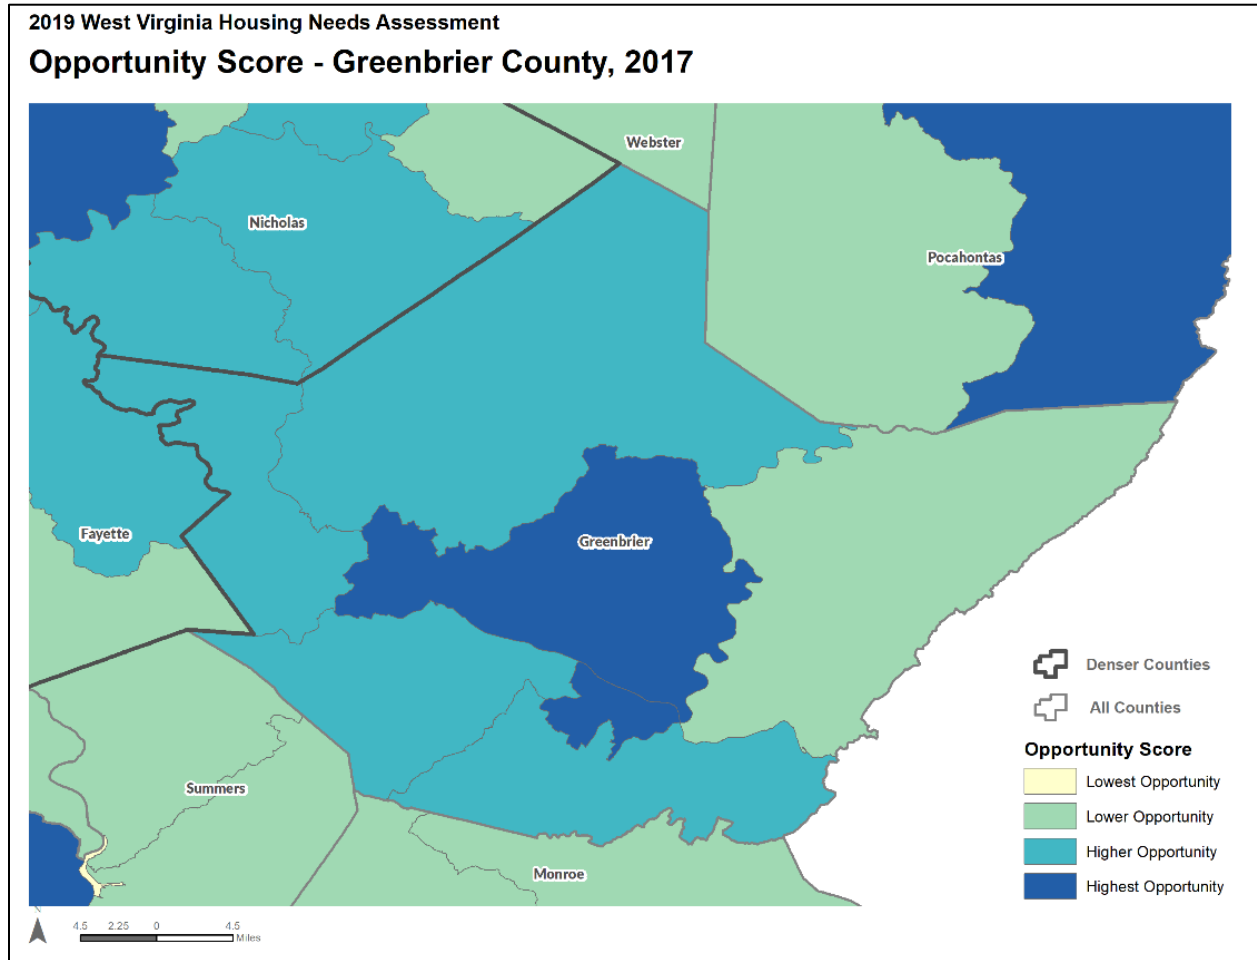 2019 West Virginia Housing Needs Assessment
Opportunity Score - Greenbrier County, 2017
Webster
Nicholas
Pocahontas
Fayette
Greenbrier
Summers
Monroe
Denser Counties
All Counties
Opportunity Score
Lowest Opportunity
Lower Opportunity
Higher Opportunity
Highest Opportunity
4.5 2.25 0 4.5
Miles